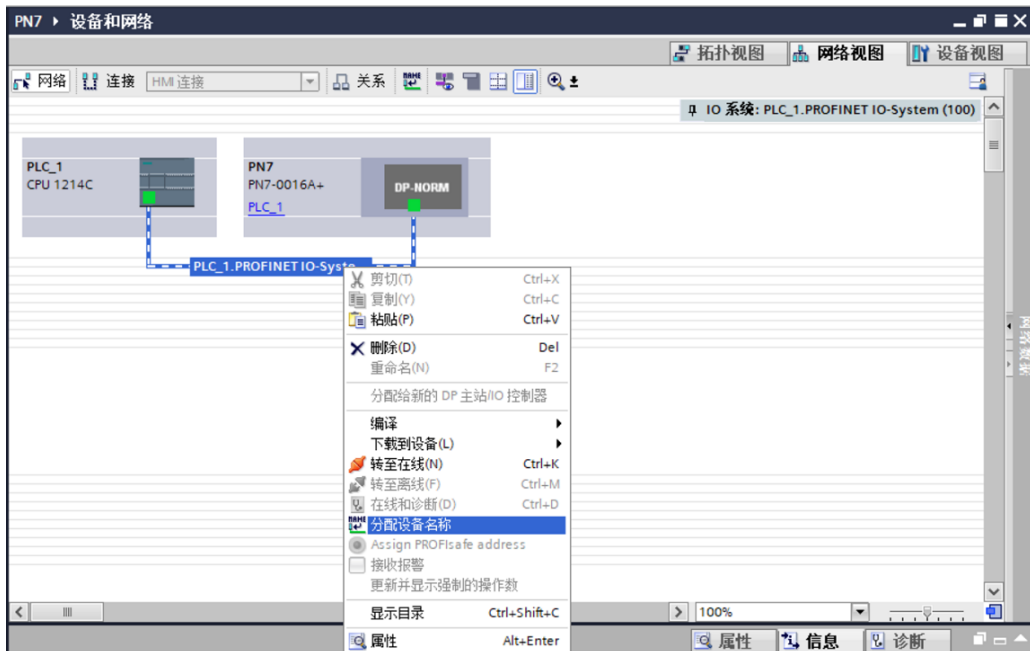 PN7 ▸ 设备和网络
拓扑视图 网络视图 设备视图
网络 连接 HMI 连接 关系
IO 系统: PLC_1.PROFINET IO-System (100)
PLC_1
CPU 1214C
PN7
PN7-0016A+
PLC_1
DP-NORM
PLC_1.PROFINET IO-Syste...
剪切(T) Ctrl+X
复制(Y) Ctrl+C
粘贴(P) Ctrl+V
删除(D) Del
重命名(N) F2
分配给新的 DP 主站/IO 控制器
编译
下载到设备(L)
转至在线(N) Ctrl+K
转至离线(F) Ctrl+M
在线和诊断(D) Ctrl+D
分配设备名称
Assign PROFIsafe address
接收报警
更新并显示强制的操作数
显示目录 Ctrl+Shift+C
属性 Alt+Enter
100%
属性 信息 诊断